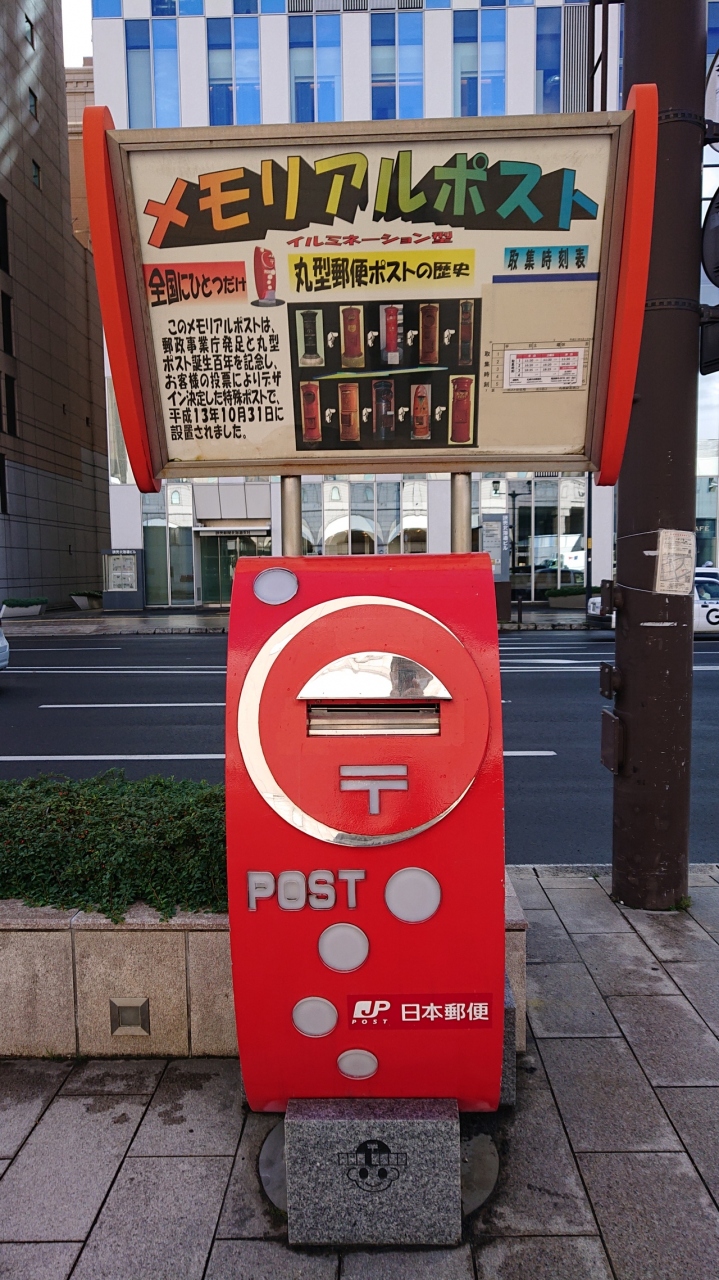 メモリアルポスト
イルミネーション型
全国にひとつだけ
丸型郵便ポストの歴史
取集時刻表
このメモリアルポストは、
郵政事業庁発足と丸型
ポスト誕生百年を記念し、
お客様の投票によりデザ
イン決定した特殊ポストで、
平成13年10月31日に
設置されました。
取集時刻
〒
POST
JP
POST
日本郵便